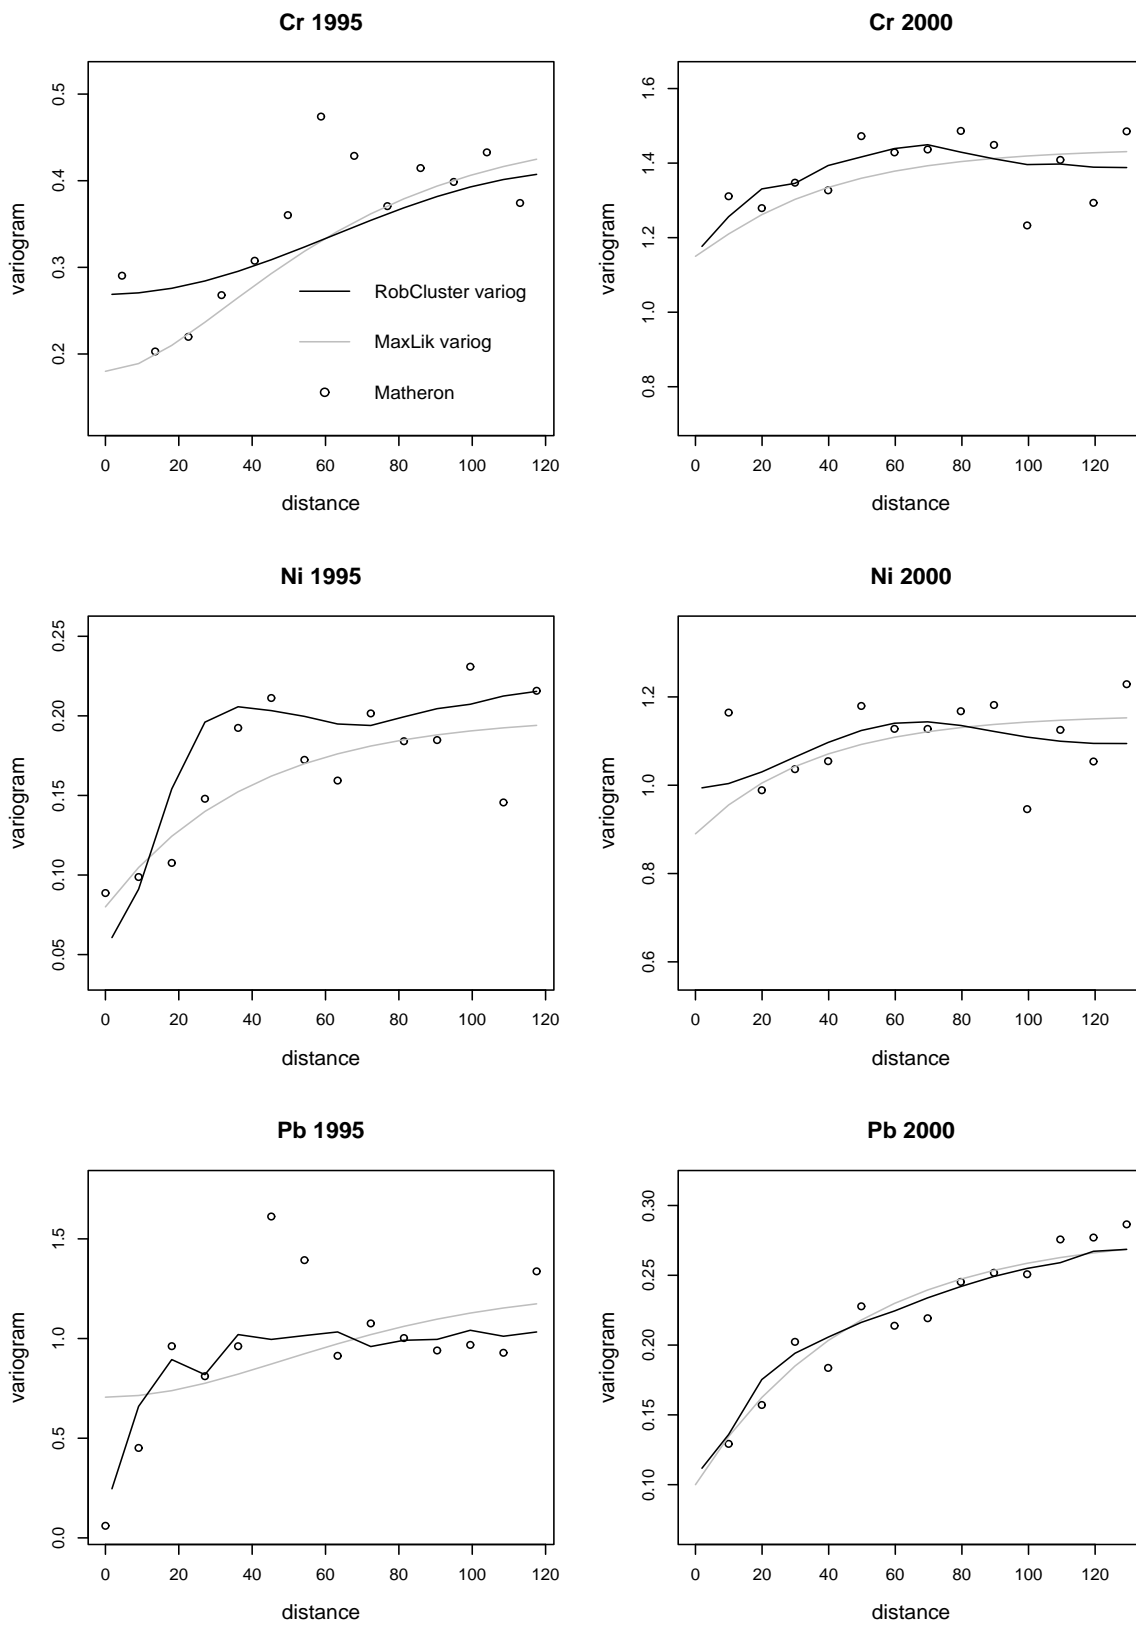 Cr 1995
variogram
0.2 0.3 0.4 0.5
RobCluster variog
MaxLik variog
Matheron
0 20 40 60 80 100 120
distance
Cr 2000
variogram
0.8 1.0 1.2 1.4 1.6
0 20 40 60 80 100 120
distance
Ni 1995
variogram
0.05 0.10 0.15 0.20 0.25
0 20 40 60 80 100 120
distance
Ni 2000
variogram
0.6 0.8 1.0 1.2
0 20 40 60 80 100 120
distance
Pb 1995
variogram
0.0 0.5 1.0 1.5
0 20 40 60 80 100 120
distance
Pb 2000
variogram
0.10 0.15 0.20 0.25 0.30
0 20 40 60 80 100 120
distance